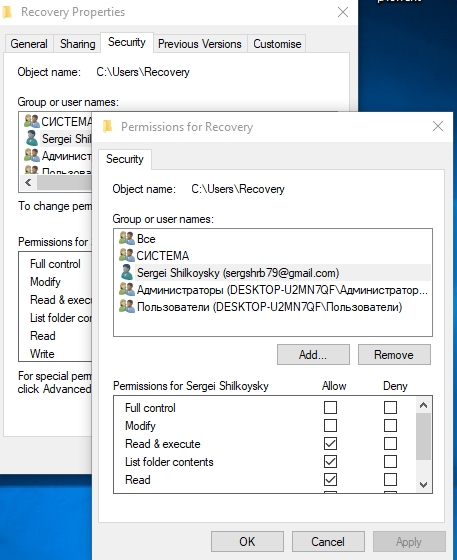 Recovery Properties
General Sharing Security Previous Versions Customise
Object name: C:\Users\Recovery
Group or user names:
СИСТЕМА
Sergei Shil
Админист
To change perm
Permissions for S
Full control
Modify
Read & execu
List folder contents
Read
Write
For special perm
click Advanced
Permissions for Recovery
Security
Object name: C:\Users\Recovery
Group or user names:
Все
СИСТЕМА
Sergei Shilkoysky (sergshrb79@gmail.com)
Администраторы (DESKTOP-U2MN7QF\Администратор...
Пользователи (DESKTOP-U2MN7QF\Пользователи)
Add... Remove
Permissions for Sergei Shilkoysky Allow Deny
Full control
Modify
Read & execute
List folder contents
Read
OK Cancel Apply